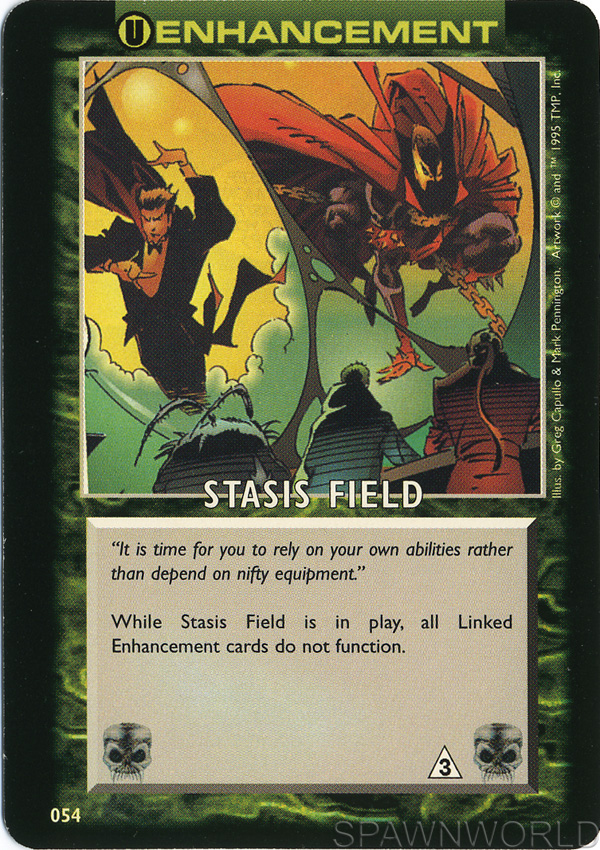 U ENHANCEMENT
Illus. by Greg Capullo & Mark Pennington. Artwork © and ™ 1995 TMP, Inc.
STASIS FIELD
“It is time for you to rely on your own abilities rather
than depend on nifty equipment.”
While Stasis Field is in play, all Linked
Enhancement cards do not function.
3
054
SPAWNWORLD